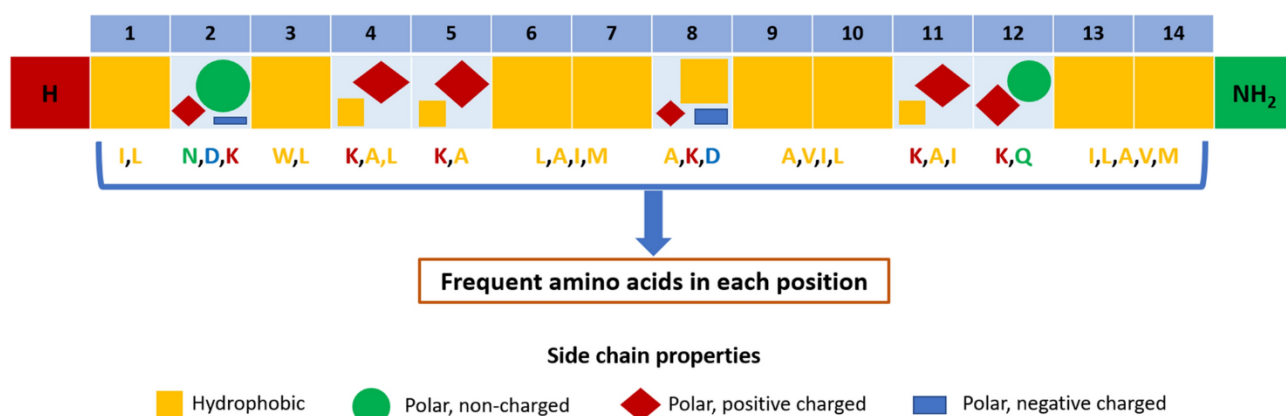 1 2 3 4 5 6 7 8 9 10 11 12 13 14
H NH₂
I,L N,D,K W,L K,A,L K,A L,A,I,M A,K,D A,V,I,L K,A,I K,Q I,L,A,V,M
Frequent amino acids in each position
Side chain properties
Hydrophobic Polar, non-charged Polar, positive charged Polar, negative charged